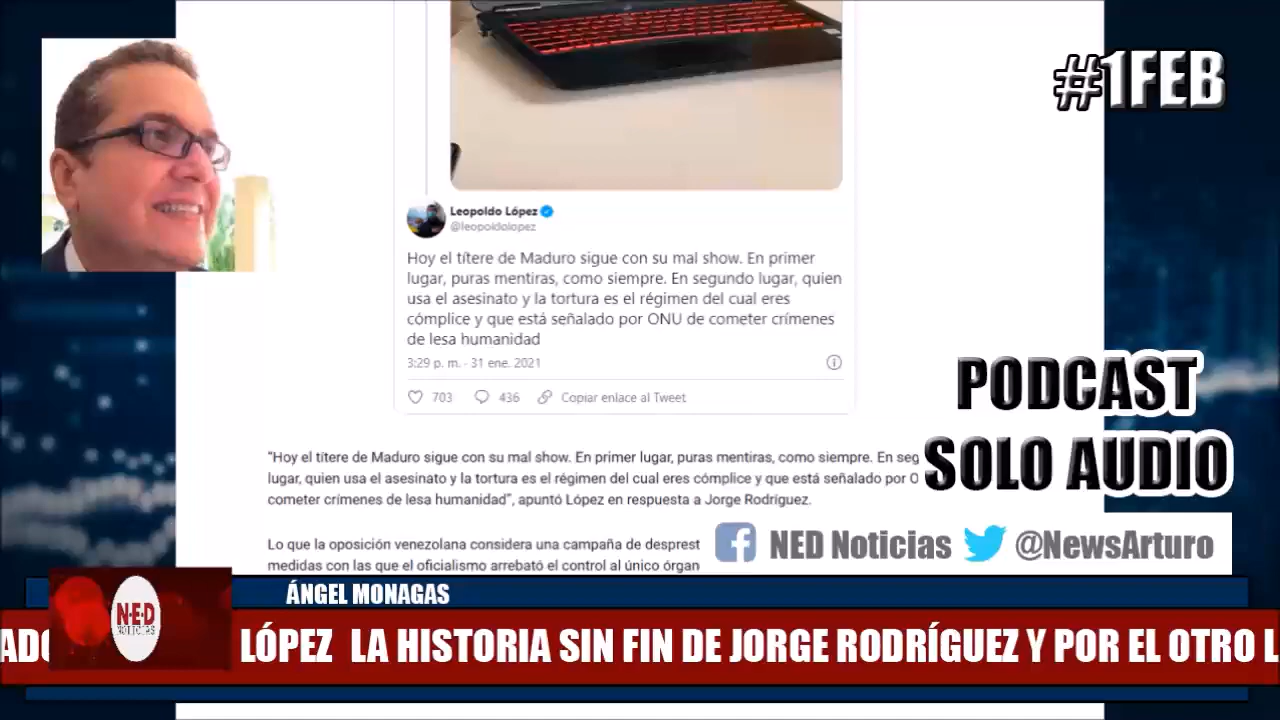 #1FEB
Leopoldo López
@leopoldolopez
Hoy el títere de Maduro sigue con su mal show. En primer
lugar, puras mentiras, como siempre. En segundo lugar, quien
usa el asesinato y la tortura es el régimen del cual eres
cómplice y que está señalado por ONU de cometer crímenes
de lesa humanidad
3:29 p. m. · 31 ene. 2021
703 436 Copiar enlace al Tweet
PODCAST
SOLO AUDIO
"Hoy el títere de Maduro sigue con su mal show. En primer lugar, puras mentiras, como siempre. En seg
lugar, quien usa el asesinato y la tortura es el régimen del cual eres cómplice y que está señalado por O
cometer crímenes de lesa humanidad", apuntó López en respuesta a Jorge Rodríguez.
Lo que la oposición venezolana considera una campaña de desprest
medidas con las que el oficialismo arrebató el control al único órgan
NED Noticias @NewsArturo
ÁNGEL MONAGAS
N·E·D
NOTICIAS
ADO LÓPEZ LA HISTORIA SIN FIN DE JORGE RODRÍGUEZ Y POR EL OTRO L